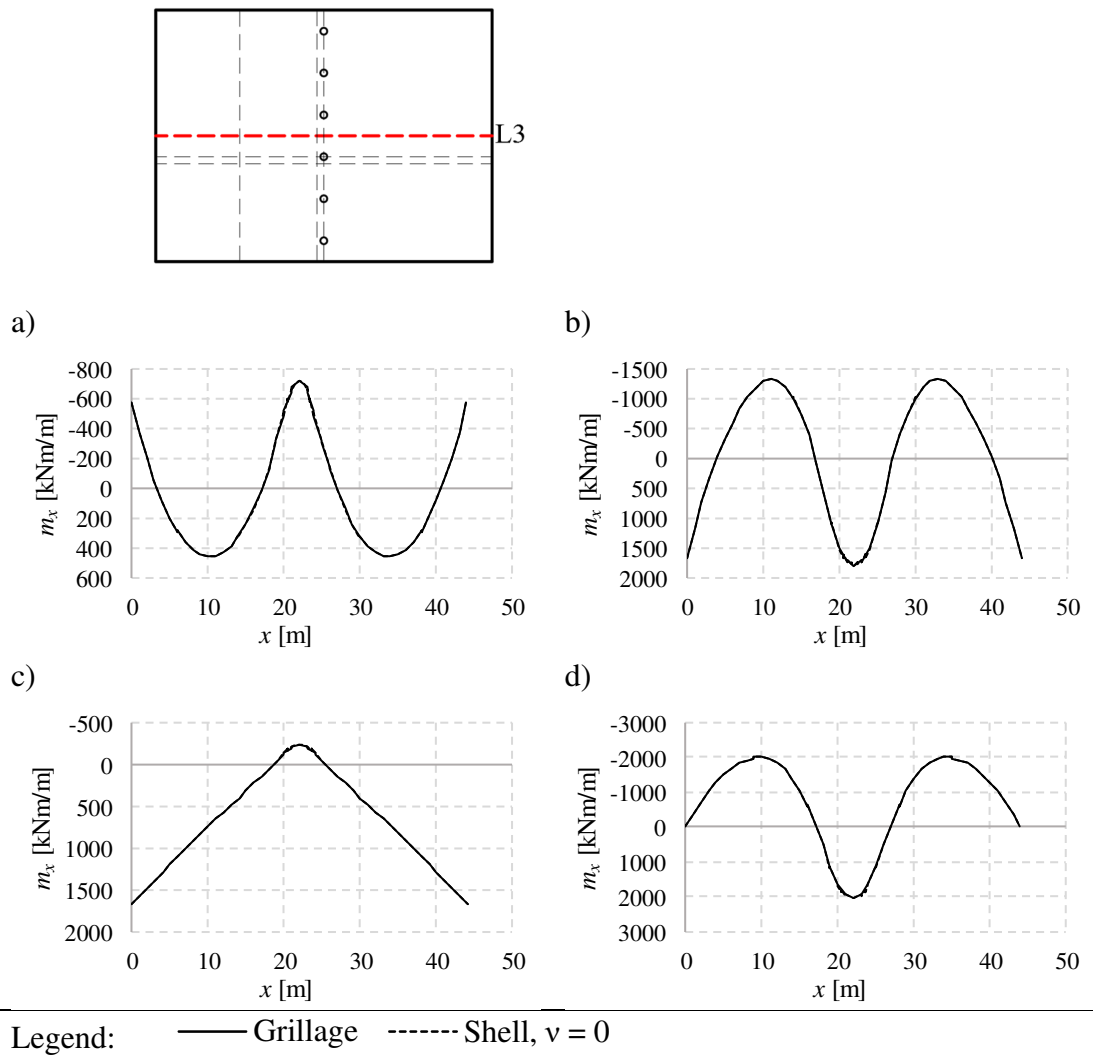 L3
a)
b)
-800
-600
-400
-200
0
200
400
600
m_x [kNm/m]
0 10 20 30 40 50
x [m]
-1500
-1000
-500
0
500
1000
1500
2000
m_x [kNm/m]
0 10 20 30 40 50
x [m]
c)
d)
-500
0
500
1000
1500
2000
m_x [kNm/m]
0 10 20 30 40 50
x [m]
-3000
-2000
-1000
0
1000
2000
3000
m_x [kNm/m]
0 10 20 30 40 50
x [m]
Legend: Grillage Shell, ν = 0